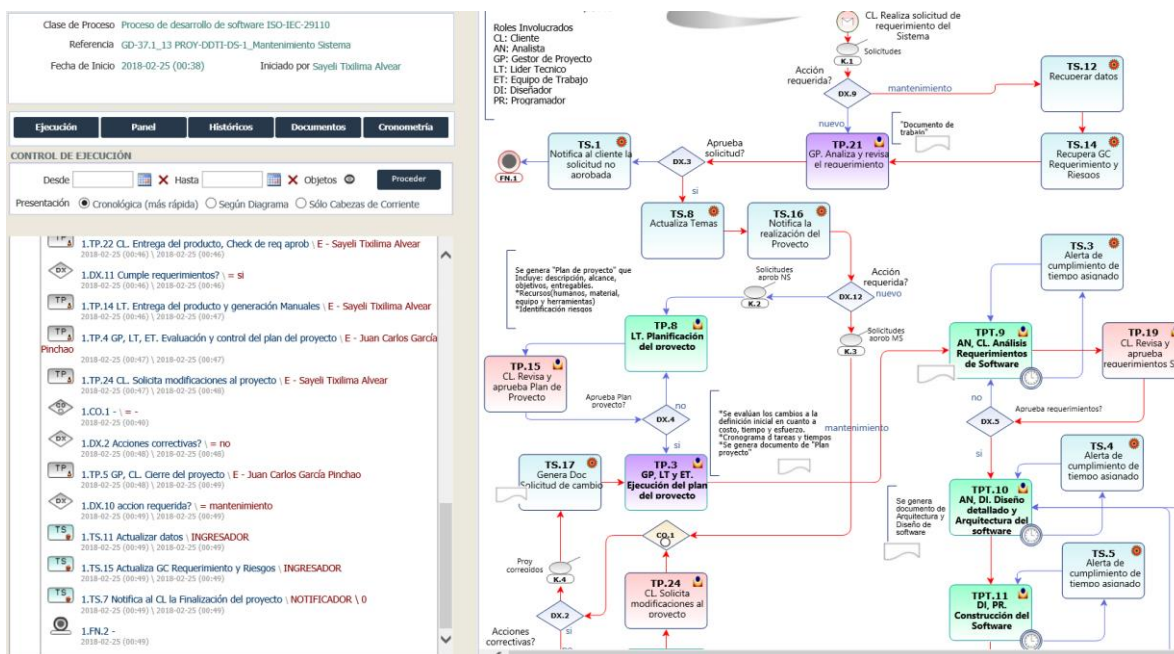 Clase de Proceso Proceso de desarrollo de software ISO-IEC-29110
Referencia GD-37.1_13 PROY-DDTI-DS-1_Mantenimiento Sistema
Fecha de Inicio 2018-02-25 (00:38) Iniciado por Sayeli Tixilima Alvear
Ejecución Panel Históricos Documentos Cronometría
CONTROL DE EJECUCIÓN
Desde Hasta Objetos Proceder
Presentación Cronológica (más rápida) Según Diagrama Sólo Cabezas de Corriente
TP 1.TP.22 CL. Entrega del producto, Check de req aprob \ E - Sayeli Tixilima Alvear
2018-02-25 (00:46) \ 2018-02-25 (00:46)
DX 1.DX.11 Cumple requerimientos? \ = si
2018-02-25 (00:46) \ 2018-02-25 (00:46)
TP 1.TP.14 LT. Entrega del producto y generación Manuales \ E - Sayeli Tixilima Alvear
2018-02-25 (00:46) \ 2018-02-25 (00:47)
TP 1.TP.4 GP, LT, ET. Evaluación y control del plan del proyecto \ E - Juan Carlos García
Pinchao
2018-02-25 (00:47) \ 2018-02-25 (00:47)
TP 1.TP.24 CL. Solicita modificaciones al proyecto \ E - Sayeli Tixilima Alvear
2018-02-25 (00:47) \ 2018-02-25 (00:48)
1.CO.1 - \ = -
2018-02-25 (00:48)
DX 1.DX.2 Acciones correctivas? \ = no
2018-02-25 (00:48) \ 2018-02-25 (00:48)
TP 1.TP.5 GP, CL. Cierre del proyecto \ E - Juan Carlos García Pinchao
2018-02-25 (00:48) \ 2018-02-25 (00:49)
DX 1.DX.10 accion requerida? \ = mantenimiento
2018-02-25 (00:49) \ 2018-02-25 (00:49)
TS 1.TS.11 Actualizar datos \ INGRESADOR
2018-02-25 (00:49) \ 2018-02-25 (00:49)
TS 1.TS.15 Actualiza GC Requerimiento y Riesgos \ INGRESADOR
2018-02-25 (00:49) \ 2018-02-25 (00:49)
TS 1.TS.7 Notifica al CL la Finalización del proyecto \ NOTIFICADOR \ 0
2018-02-25 (00:49) \ 2018-02-25 (00:49)
1.FN.2 -
2018-02-25 (00:49)
Roles Involucrados
CL: Cliente
AN: Analista
GP: Gestor de Proyecto
LT: Lider Tecnico
ET: Equipo de Trabajo
DI: Diseñador
PR: Programador
CL. Realiza solicitud de
requerimiento del
Sistema
Solicitudes
K.1
Acción
requerida?
DX.9
mantenimiento
nuevo
TS.12
Recuperar datos
"Documento de
trabajo"
TS.14
Recupera GC
Requerimiento y
Riesgos
TP.21
GP. Analiza y revisa
el requerimiento
Aprueba
solicitud?
DX.3
si
TS.1
Notifica al cliente la
solicitud no
aprobada
FN.1
TS.8
Actualiza Temas
TS.16
Notifica la
realización del
Proyecto
Se genera "Plan de proyecto" que
Incluye: descripción, alcance,
objetivos, entregables.
*Recursos(humanos, material,
equipo y herramientas)
*Identificación riesgos
Solicitudes
aprob NS
K.2
Acción
requerida?
DX.12
nuevo
Solicitudes
aprob MS
K.3
mantenimiento
TP.8
LT. Planificación
del proyecto
TP.15
CL. Revisa y
aprueba Plan de
Proyecto
Aprueba Plan
proyecto?
DX.4
no
si
*Se evalúan los cambios a la
definición inicial en cuanto a
costo, tiempo y esfuerzo.
*Cronograma d tareas y tiempos
*Se genera documento de "Plan
proyecto"
TS.17
Genera Doc
Solicitud de cambio
TP.3
GP, LT y ET.
Ejecución del plan
del proyecto
CO.1
Proy
corregidos
K.4
TP.24
CL. Solicita
modificaciones al
proyecto
DX.2
si
Acciones
correctivas?
TS.3
Alerta de
cumplimiento de
tiempo asignado
TPT.9
AN, CL. Análisis
Requerimientos
de Software
TP.19
CL. Revisa y
aprueba
requerimientos S
no
Aprueba requerimientos?
DX.5
si
TS.4
Alerta de
cumplimiento de
tiempo asignado
TPT.10
AN, DI. Diseño
detallado y
Arquitectura del
software
Se genera
documento de
Arquitectura y
Diseño de
software
TS.5
Alerta de
cumplimiento de
tiempo asignado
TPT.11
DI, PR.
Construcción del
Software